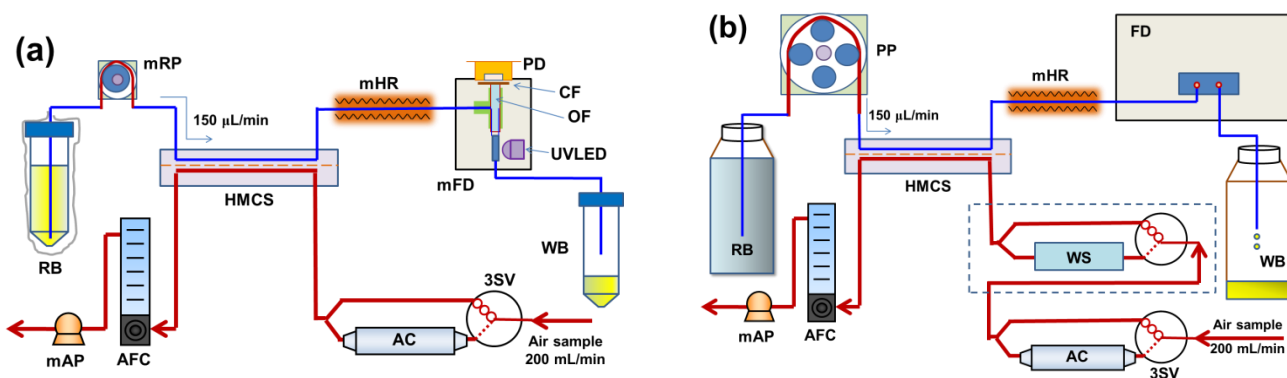 (a)
mRP
150 µL/min
mHR
PD
CF
OF
UVLED
mFD
HMCS
RB
WB
3SV
AC
Air sample
200 mL/min
mAP
AFC
(b)
PP
FD
150 µL/min
mHR
HMCS
RB
WS
WB
mAP
AFC
AC
3SV
Air sample
200 mL/min